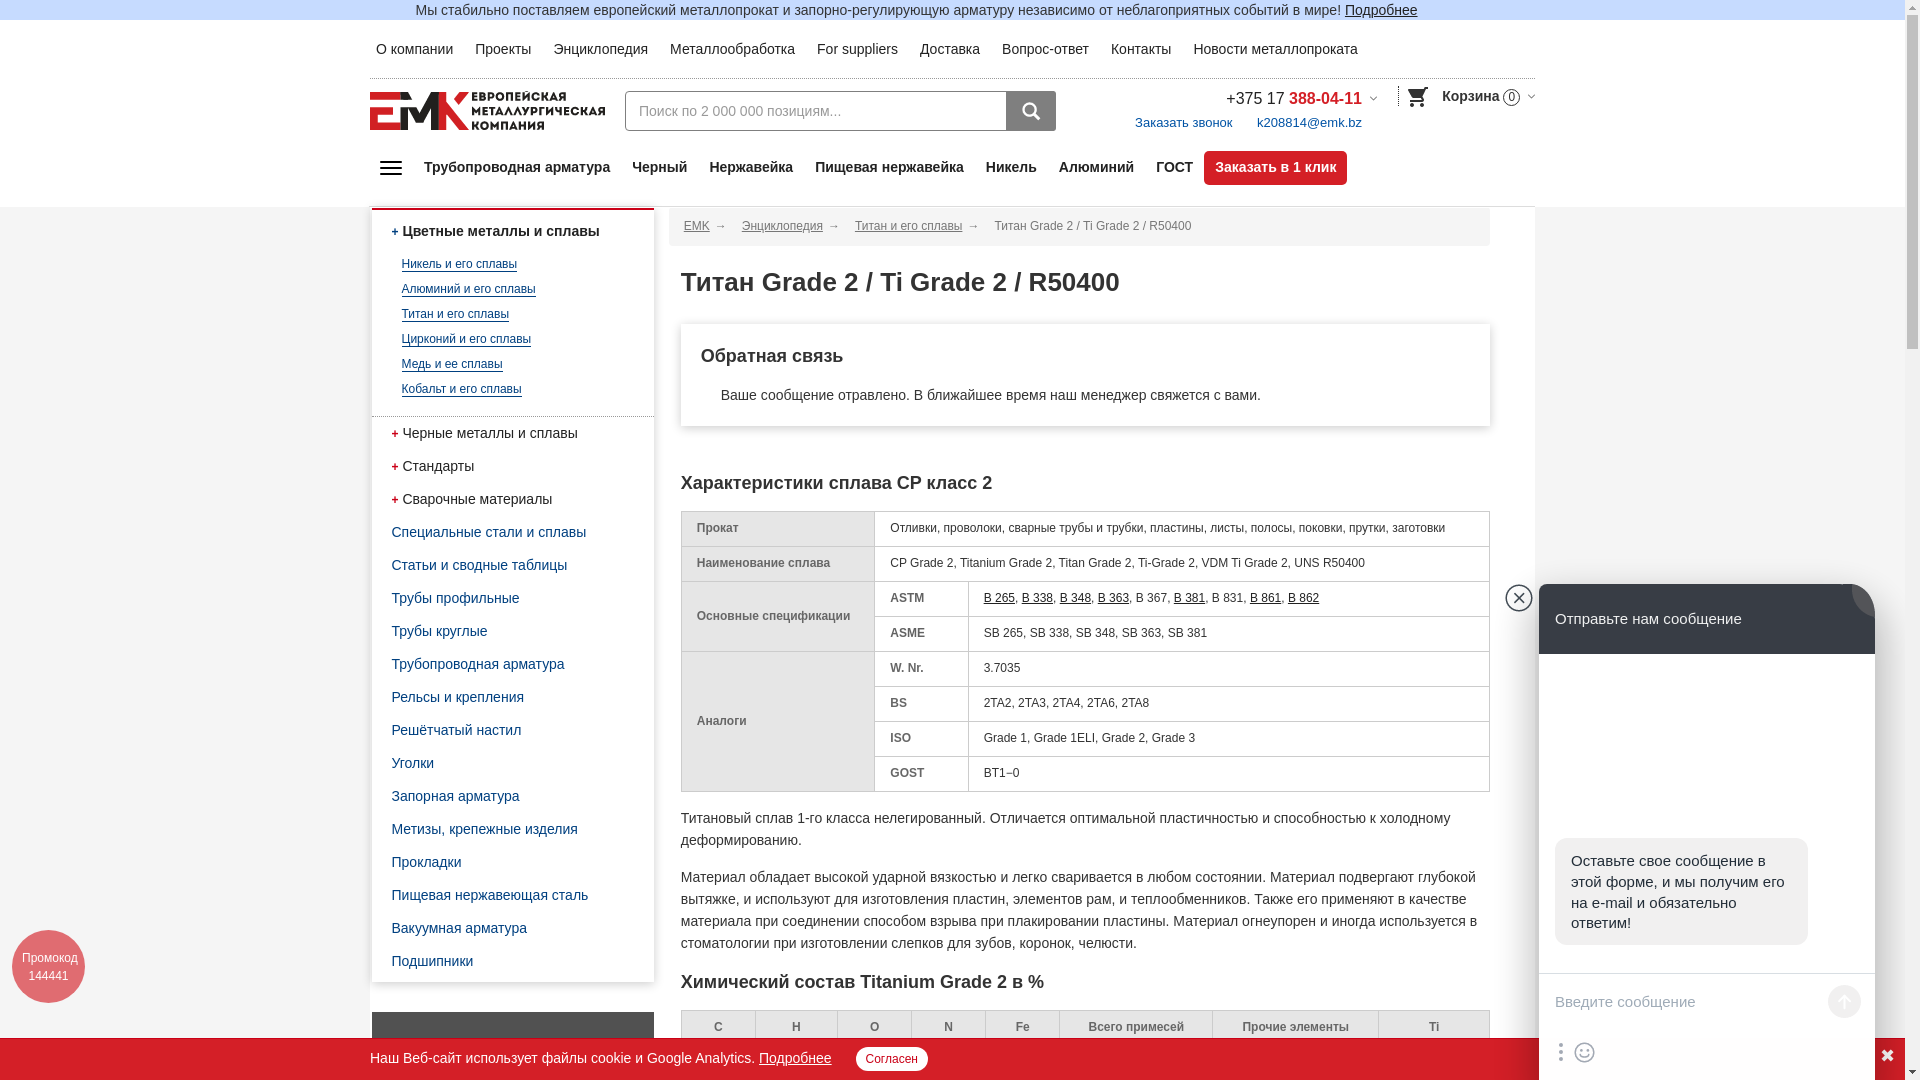 Мы стабильно поставляем европейский металлопрокат и запорно-регулирующую арматуру независимо от неблагоприятных событий в мире! Подробнее
О компании Проекты Энциклопедия Металлообработка For suppliers Доставка Вопрос-ответ Контакты Новости металлопроката
ЕМК ЕВРОПЕЙСКАЯ
МЕТАЛЛУРГИЧЕСКАЯ
КОМПАНИЯ
Поиск по 2 000 000 позициям...
+375 17 388-04-11
Заказать звонок k208814@emk.bz
Корзина 0
Трубопроводная арматура Черный Нержавейка Пищевая нержавейка Никель Алюминий ГОСТ Заказать в 1 клик
+ Цветные металлы и сплавы
Никель и его сплавы
Алюминий и его сплавы
Титан и его сплавы
Цирконий и его сплавы
Медь и ее сплавы
Кобальт и его сплавы
+ Черные металлы и сплавы
+ Стандарты
+ Сварочные материалы
Специальные стали и сплавы
Статьи и сводные таблицы
Трубы профильные
Трубы круглые
Трубопроводная арматура
Рельсы и крепления
Решётчатый настил
Уголки
Запорная арматура
Метизы, крепежные изделия
Прокладки
Пищевая нержавеющая сталь
Вакуумная арматура
Подшипники
ЕМК → Энциклопедия → Титан и его сплавы → Титан Grade 2 / Ti Grade 2 / R50400
Титан Grade 2 / Ti Grade 2 / R50400
Обратная связь
Ваше сообщение отравлено. В ближайшее время наш менеджер свяжется с вами.
Характеристики сплава CP класс 2
Прокат Отливки, проволоки, сварные трубы и трубки, пластины, листы, полосы, поковки, прутки, заготовки
Наименование сплава CP Grade 2, Titanium Grade 2, Titan Grade 2, Ti-Grade 2, VDM Ti Grade 2, UNS R50400
Основные спецификации
ASTM B 265, B 338, B 348, B 363, B 367, B 381, B 831, B 861, B 862
ASME SB 265, SB 338, SB 348, SB 363, SB 381
Аналоги
W. Nr. 3.7035
BS 2TA2, 2TA3, 2TA4, 2TA6, 2TA8
ISO Grade 1, Grade 1ELI, Grade 2, Grade 3
GOST ВТ1−0
Титановый сплав 1-го класса нелегированный. Отличается оптимальной пластичностью и способностью к холодному
деформированию.
Материал обладает высокой ударной вязкостью и легко сваривается в любом состоянии. Материал подвергают глубокой
вытяжке, и используют для изготовления пластин, элементов рам, и теплообменников. Также его применяют в качестве
материала при соединении способом взрыва при плакировании пластины. Материал огнеупорен и иногда используется в
стоматологии при изготовлении слепков для зубов, коронок, челюсти.
Химический состав Titanium Grade 2 в %
C H O N Fe Всего примесей Прочие элементы Ti
Промокод
144441
Отправьте нам сообщение
Оставьте свое сообщение в
этой форме, и мы получим его
на e-mail и обязательно
ответим!
Введите сообщение
Наш Веб-сайт использует файлы cookie и Google Analytics. Подробнее Согласен